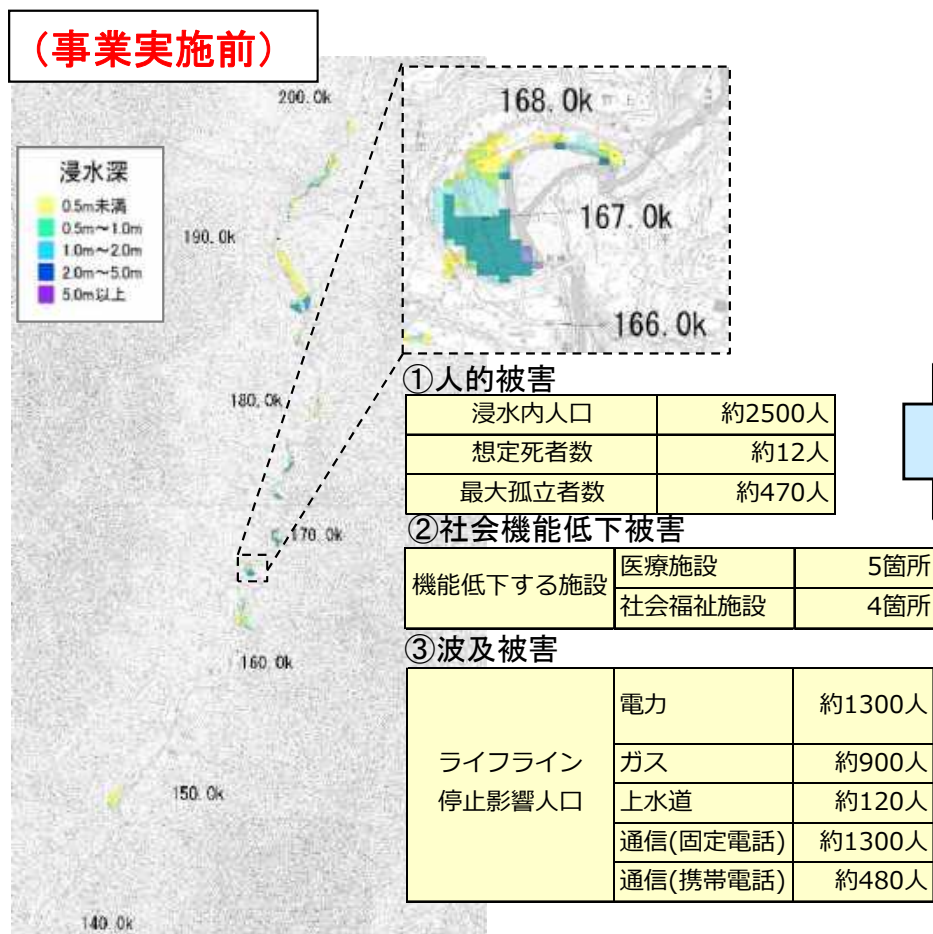 （事業実施前）
200.0k
浸水深
0.5m未満
0.5m～1.0m
1.0m～2.0m
2.0m～5.0m
5.0m以上
190.0k
180.0k
170.0k
160.0k
150.0k
140.0k
168.0k
167.0k
166.0k
①人的被害
浸水内人口 約2500人
想定死者数 約12人
最大孤立者数 約470人
②社会機能低下被害
機能低下する施設 医療施設 5箇所
社会福祉施設 4箇所
③波及被害
ライフライン
停止影響人口
電力 約1300人
ガス 約900人
上水道 約120人
通信(固定電話) 約1300人
通信(携帯電話) 約480人